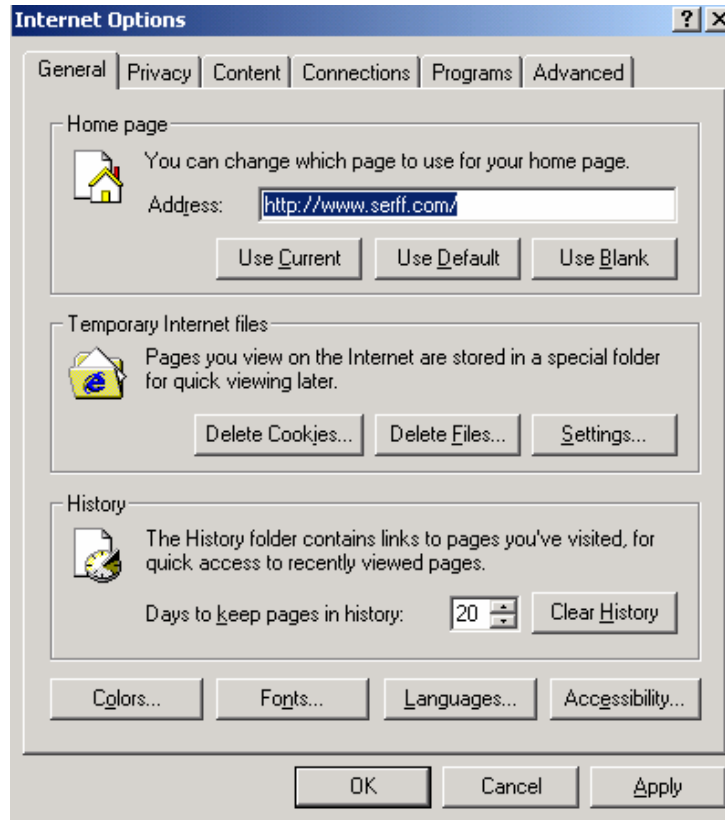 Internet Options
General Privacy Content Connections Programs Advanced
Home page
You can change which page to use for your home page.
Address: http://www.serff.com/
Use Current Use Default Use Blank
Temporary Internet files
Pages you view on the Internet are stored in a special folder
for quick viewing later.
Delete Cookies... Delete Files... Settings...
History
The History folder contains links to pages you've visited, for
quick access to recently viewed pages.
Days to keep pages in history: 20 Clear History
Colors... Fonts... Languages... Accessibility...
OK Cancel Apply